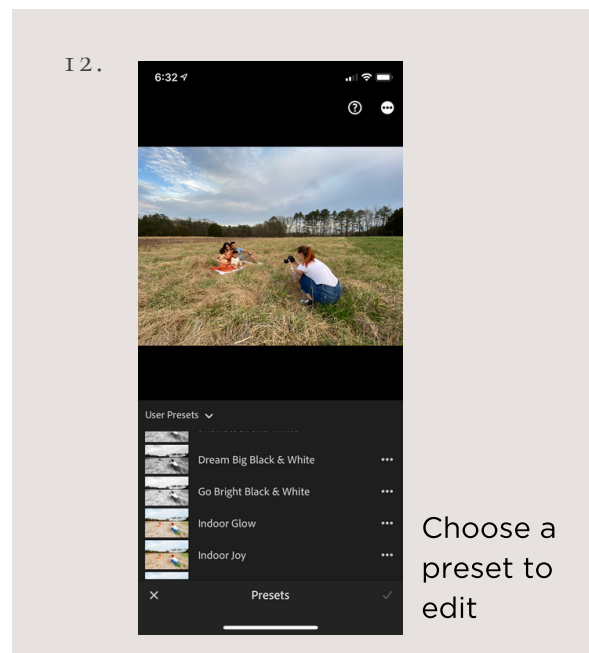 12.
6:32
User Presets
Dream Big Black & White
Go Bright Black & White
Indoor Glow
Indoor Joy
Presets
Choose a
preset to
edit